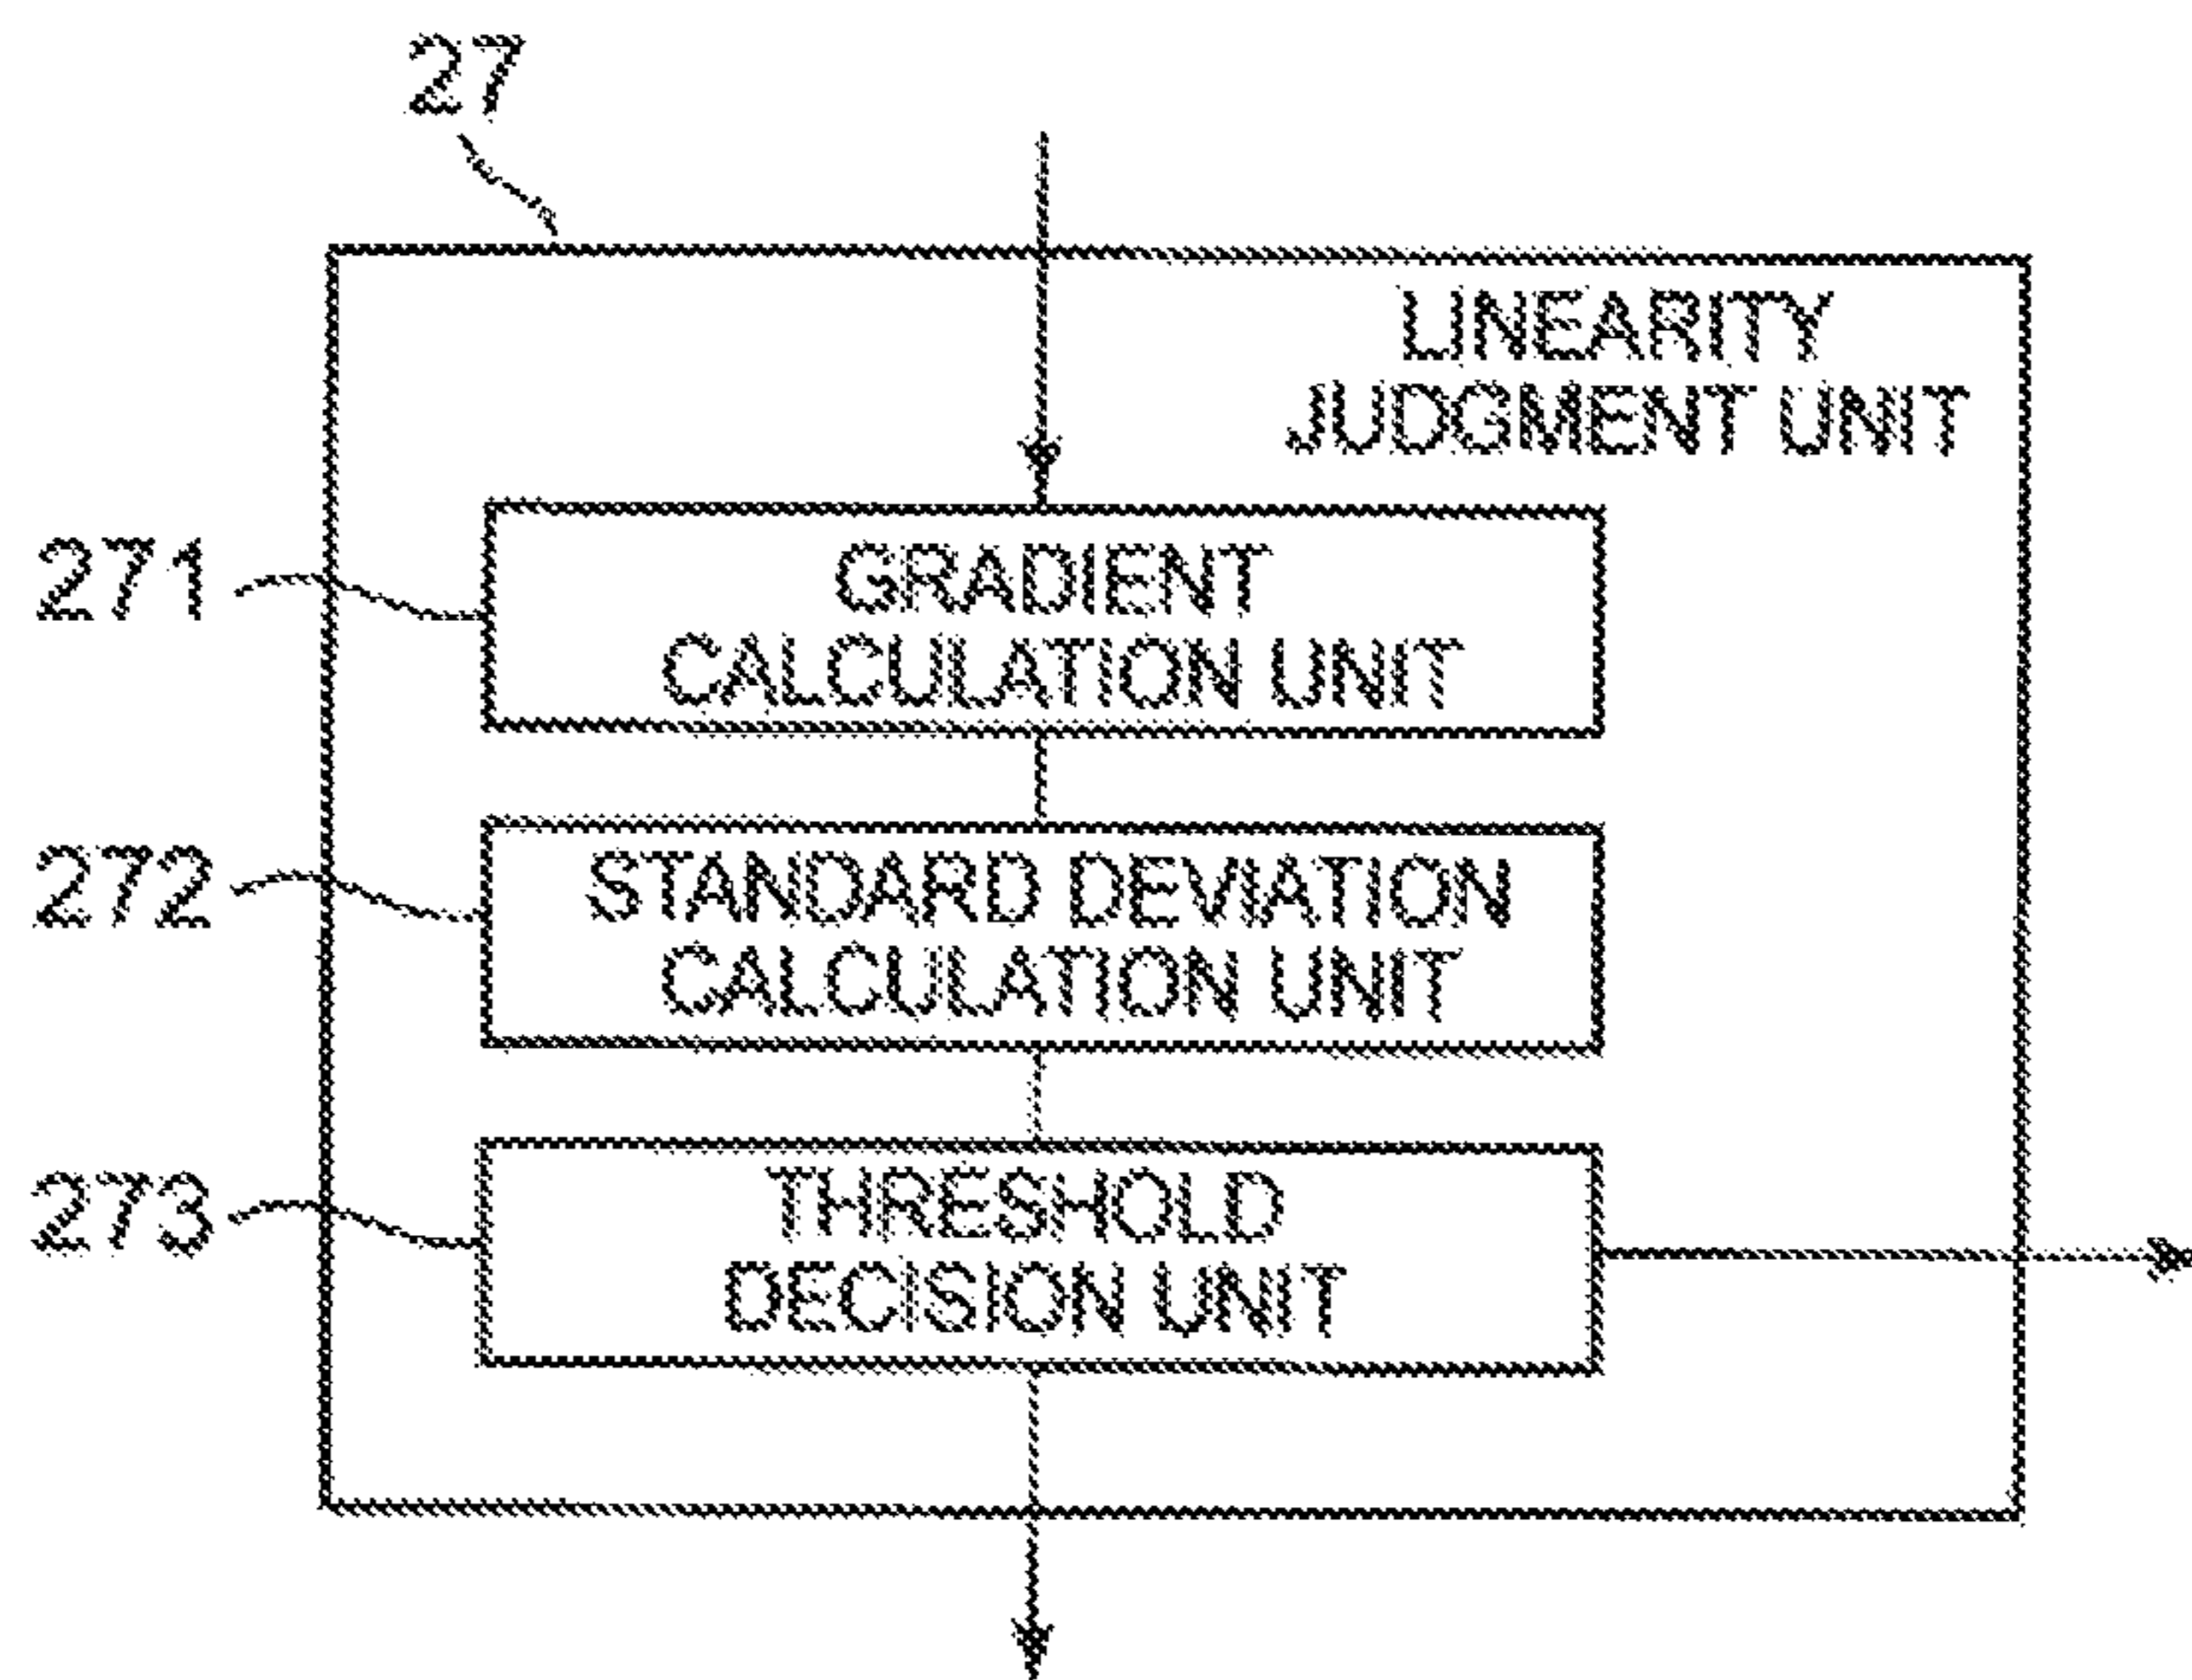 27
LINEARITY
JUDGMENT UNIT
271
GRADIENT
CALCULATION UNIT
272
STANDARD DEVIATION
CALCULATION UNIT
273
THRESHOLD
DECISION UNIT